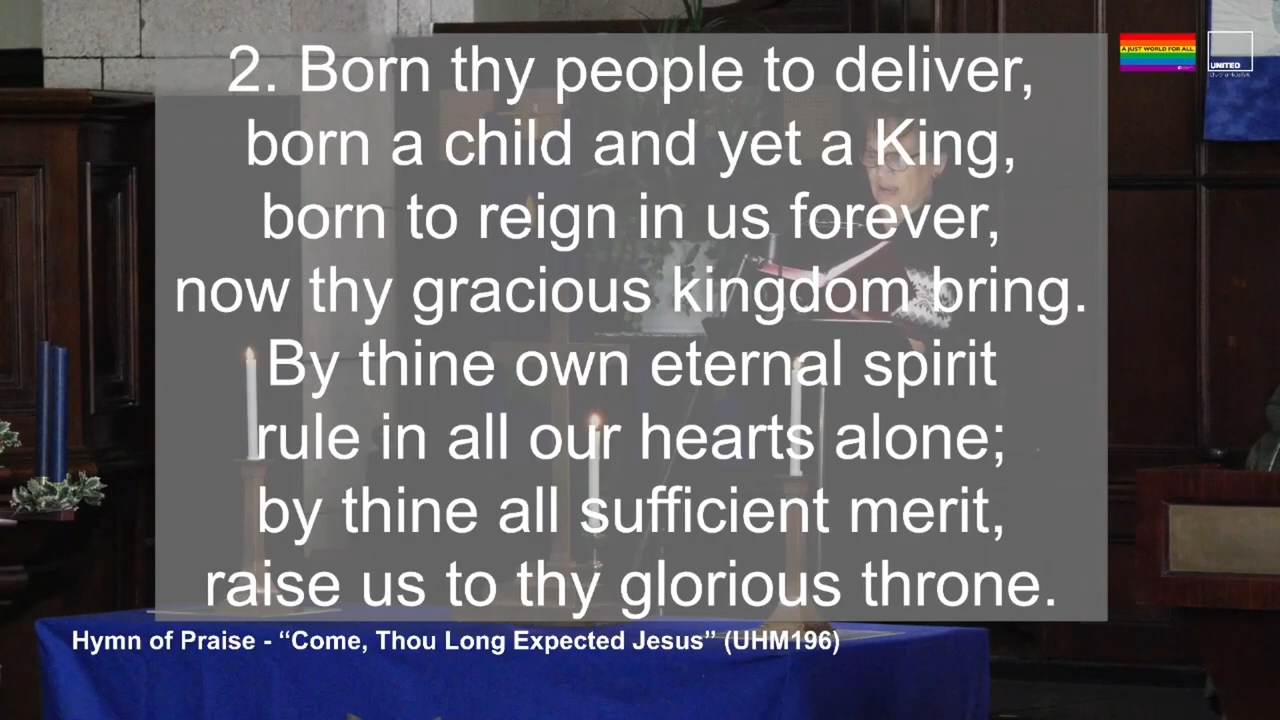 2. Born thy people to deliver,
born a child and yet a King,
born to reign in us forever,
now thy gracious kingdom bring.
By thine own eternal spirit
rule in all our hearts alone;
by thine all sufficient merit,
raise us to thy glorious throne.
Hymn of Praise - “Come, Thou Long Expected Jesus” (UHM196)
A JUST WORLD FOR ALL
UNITED